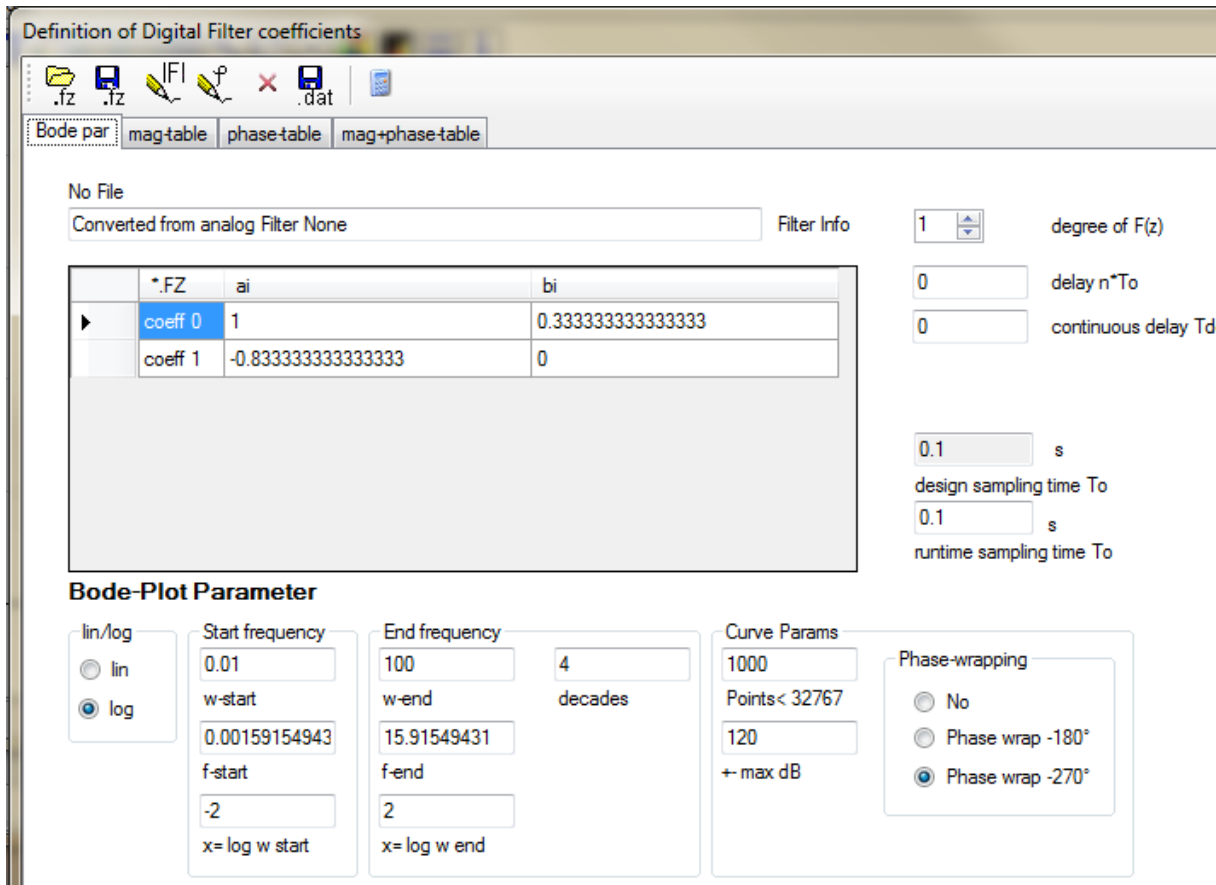 Definition of Digital Filter coefficients
.fz .fz |F| φ .dat
Bode par mag-table phase-table mag+phase-table
No File
Converted from analog Filter None Filter Info 1 degree of F(z)
0 delay n*To
0 continuous delay Td
*.FZ ai bi
coeff 0 1 0.333333333333333
coeff 1 -0.833333333333333 0
0.1 s
design sampling time To
0.1 s
runtime sampling time To
Bode-Plot Parameter
lin/log Start frequency End frequency Curve Params
lin 0.01 100 4 1000 Phase-wrapping
w-start w-end decades Points< 32767 No
log 0.00159154943 15.91549431 120 Phase wrap -180°
f-start f-end +- max dB Phase wrap -270°
-2 2
x= log w start x= log w end